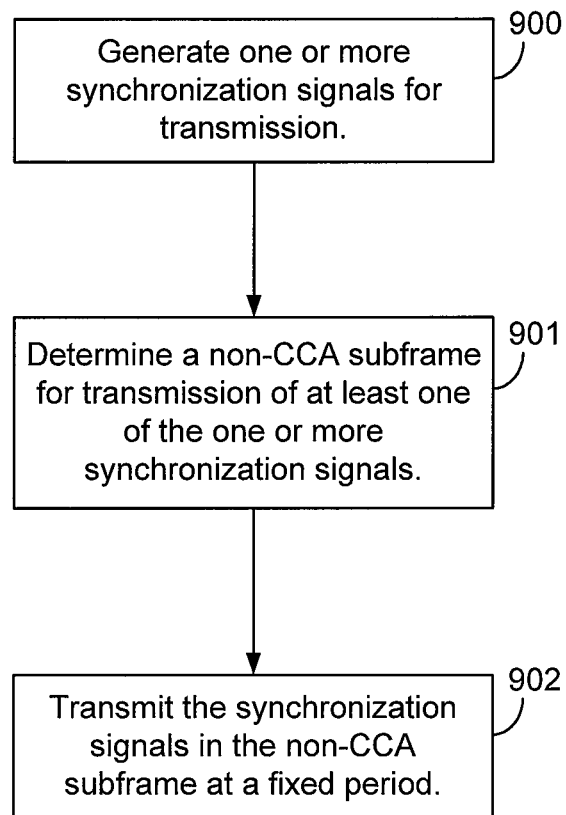 900
Generate one or more
synchronization signals for
transmission.
901
Determine a non-CCA subframe
for transmission of at least one
of the one or more
synchronization signals.
902
Transmit the synchronization
signals in the non-CCA
subframe at a fixed period.